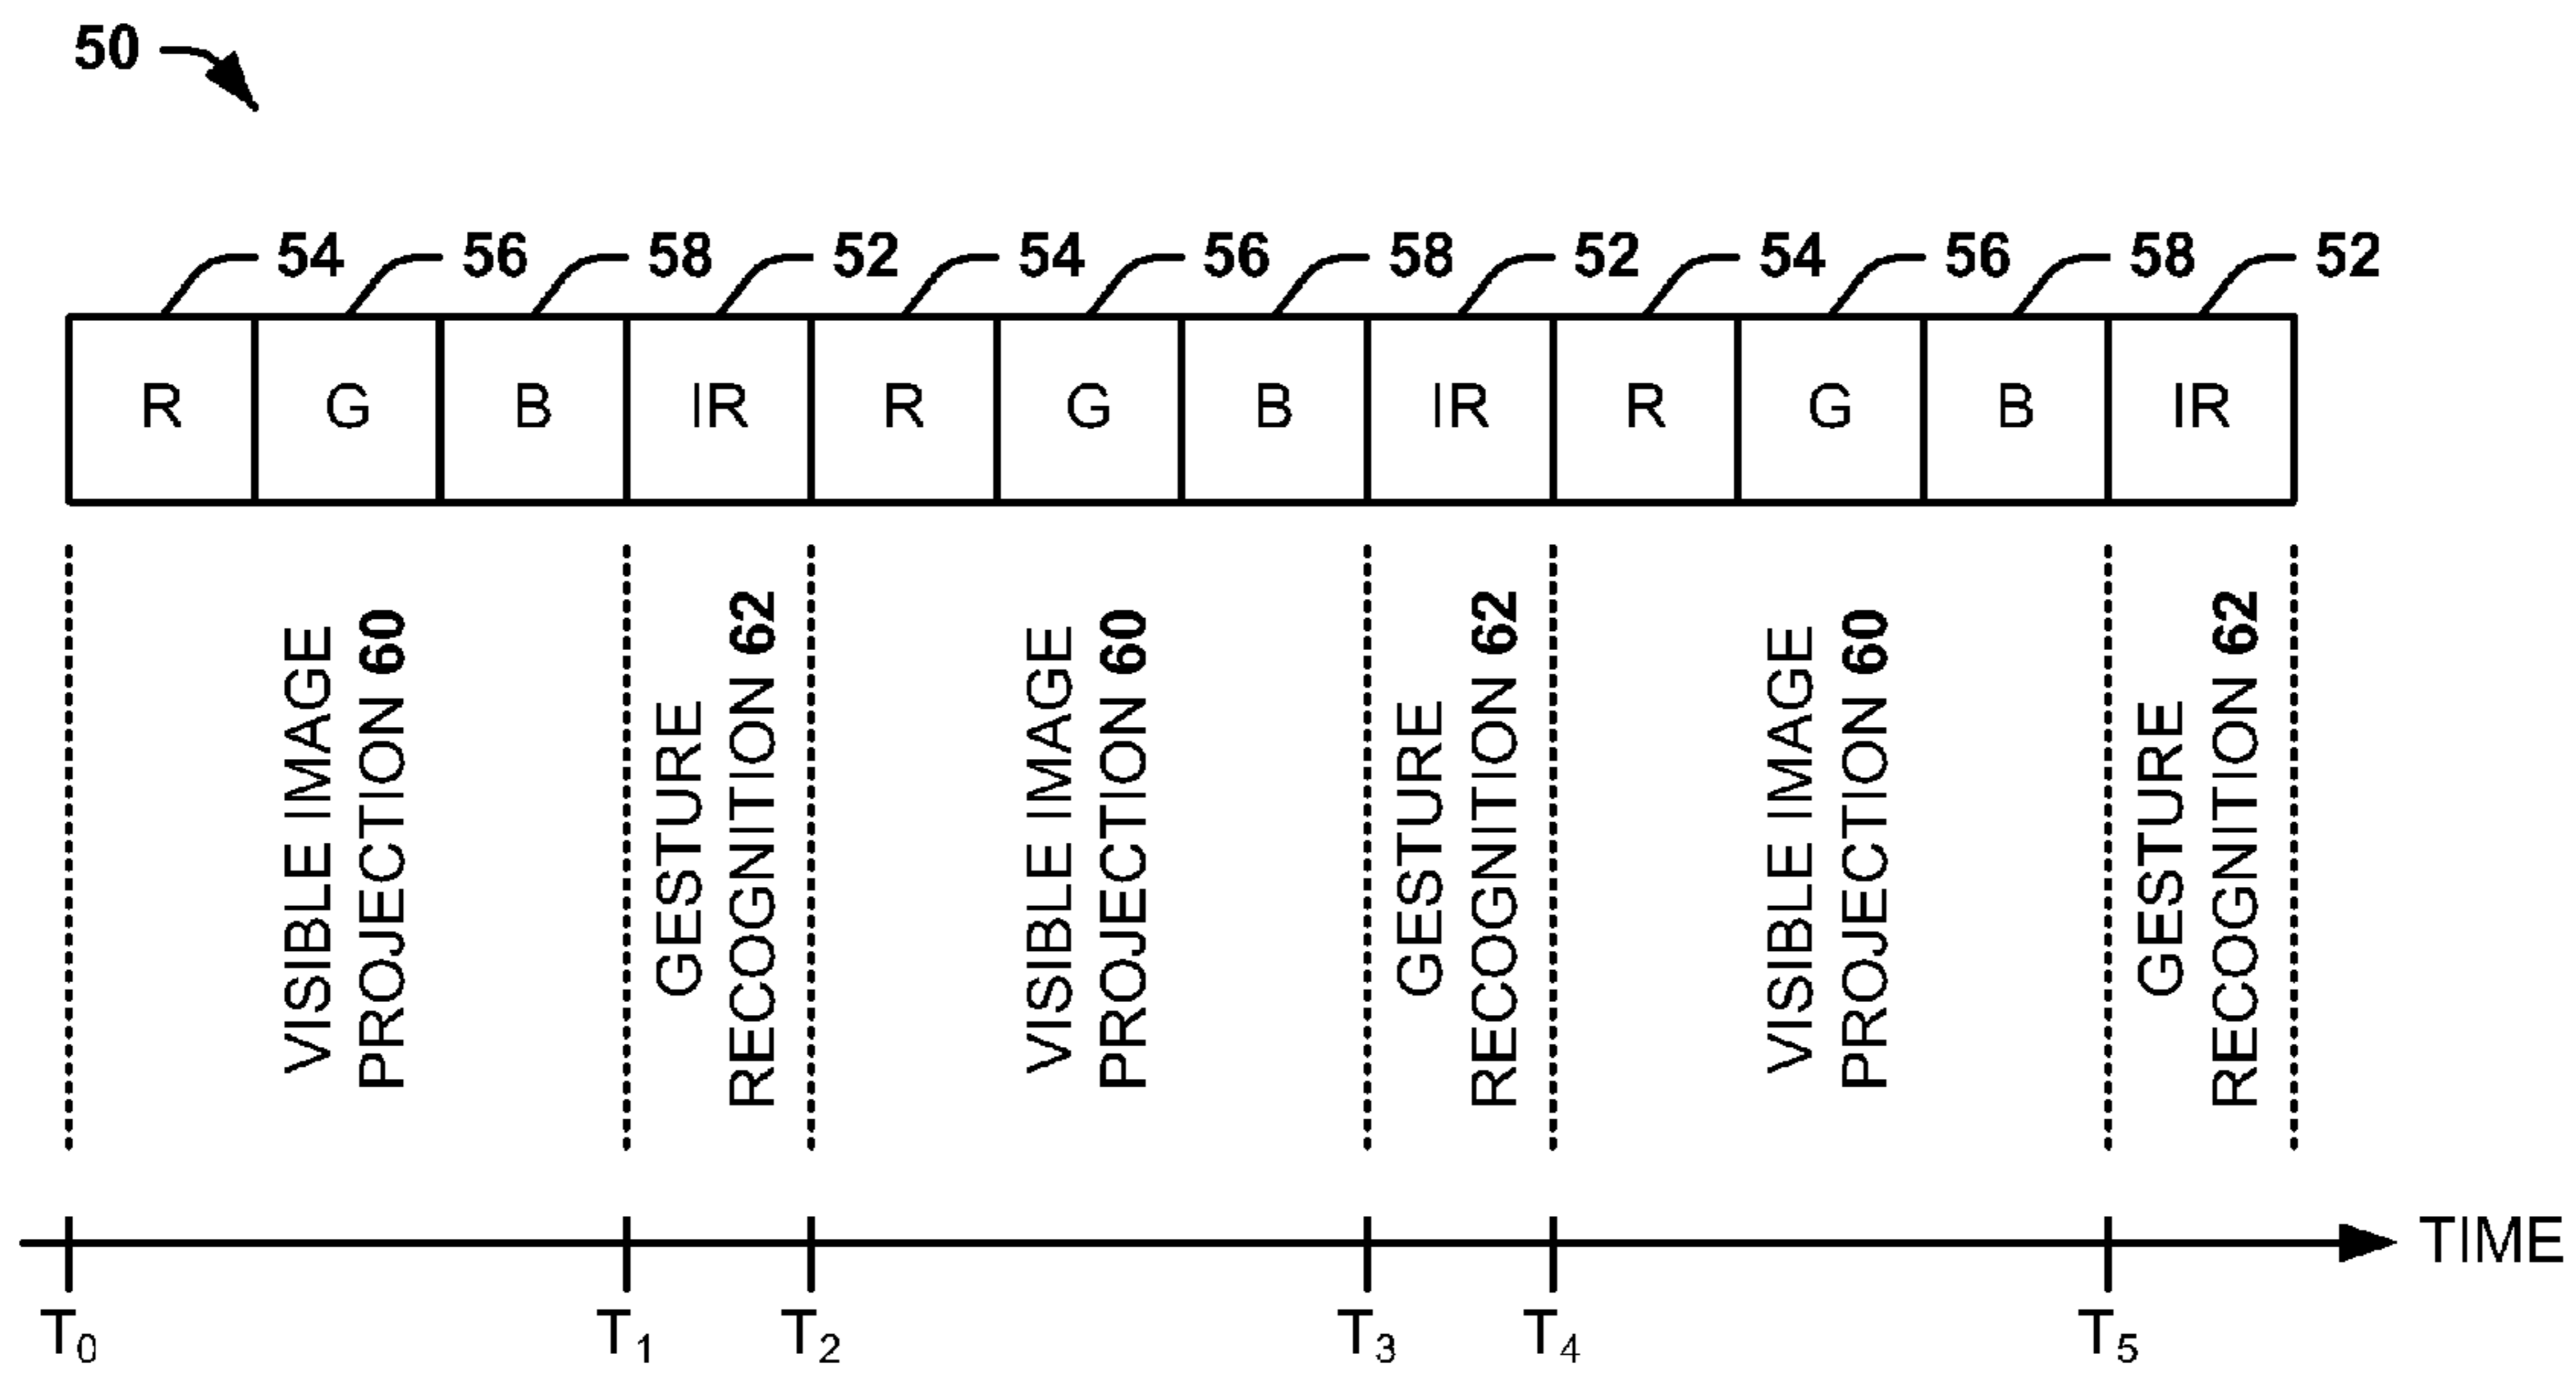 50
54 56 58 52 54 56 58 52 54 56 58 52
R G B IR R G B IR R G B IR
VISIBLE IMAGE
PROJECTION 60
GESTURE
RECOGNITION 62
VISIBLE IMAGE
PROJECTION 60
GESTURE
RECOGNITION 62
VISIBLE IMAGE
PROJECTION 60
GESTURE
RECOGNITION 62
TIME
T0 T1 T2 T3 T4 T5